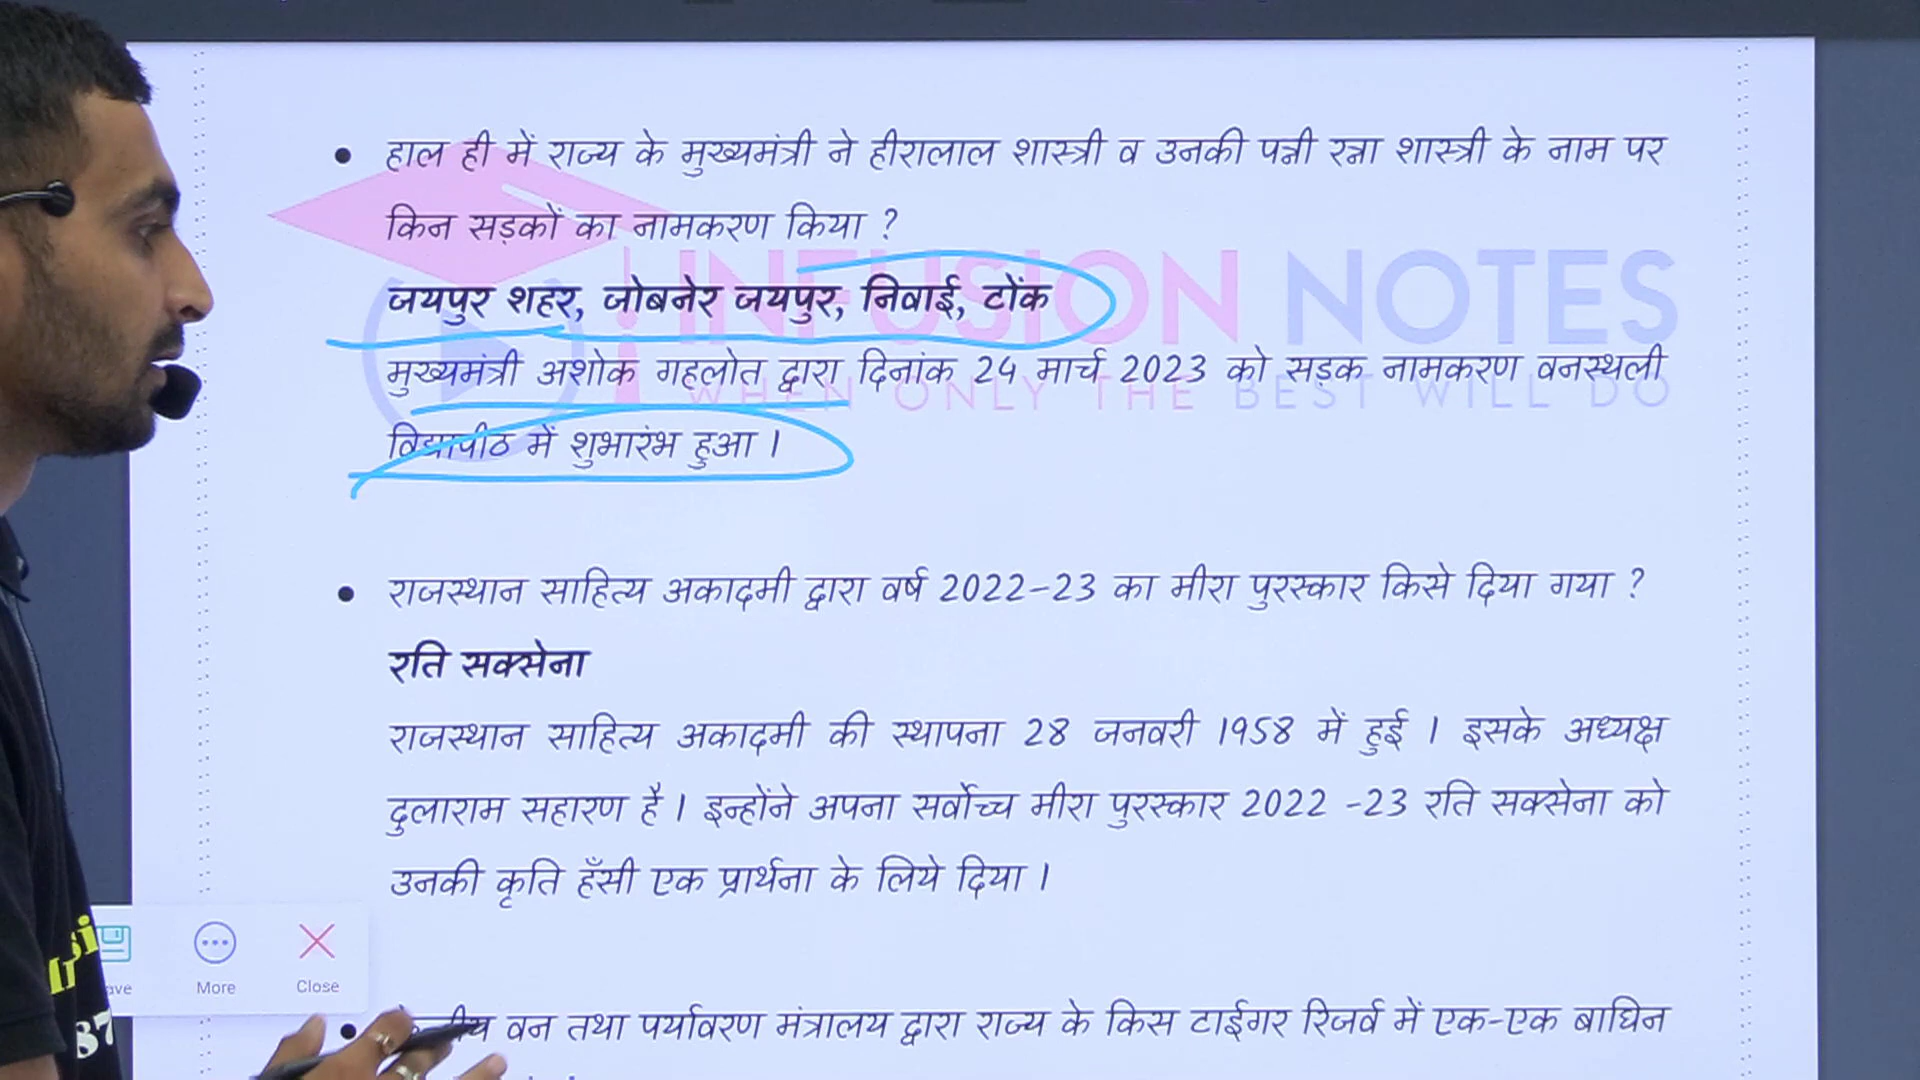 • हाल ही में राज्य के मुख्यमंत्री ने हीरालाल शास्त्री व उनकी पत्नी रत्ना शास्त्री के नाम पर
किन सड़कों का नामकरण किया ?
INFUSION NOTES
जयपुर शहर, जोबनेर जयपुर, निवाई, टोंक
मुख्यमंत्री अशोक गहलोत द्वारा दिनांक 24 मार्च 2023 को सड़क नामकरण वनस्थली
WHEN ONLY THE BEST WILL DO
विद्यापीठ में शुभारंभ हुआ ।
• राजस्थान साहित्य अकादमी द्वारा वर्ष 2022-23 का मीरा पुरस्कार किसे दिया गया ?
रति सक्सेना
राजस्थान साहित्य अकादमी की स्थापना 28 जनवरी 1958 में हुई । इसके अध्यक्ष
दुलाराम सहारण है । इन्होंने अपना सर्वोच्च मीरा पुरस्कार 2022 -23 रति सक्सेना को
उनकी कृति हँसी एक प्रार्थना के लिये दिया ।
More
Close
• वन तथा पर्यावरण मंत्रालय द्वारा राज्य के किस टाईगर रिजर्व में एक-एक बाघिन
87